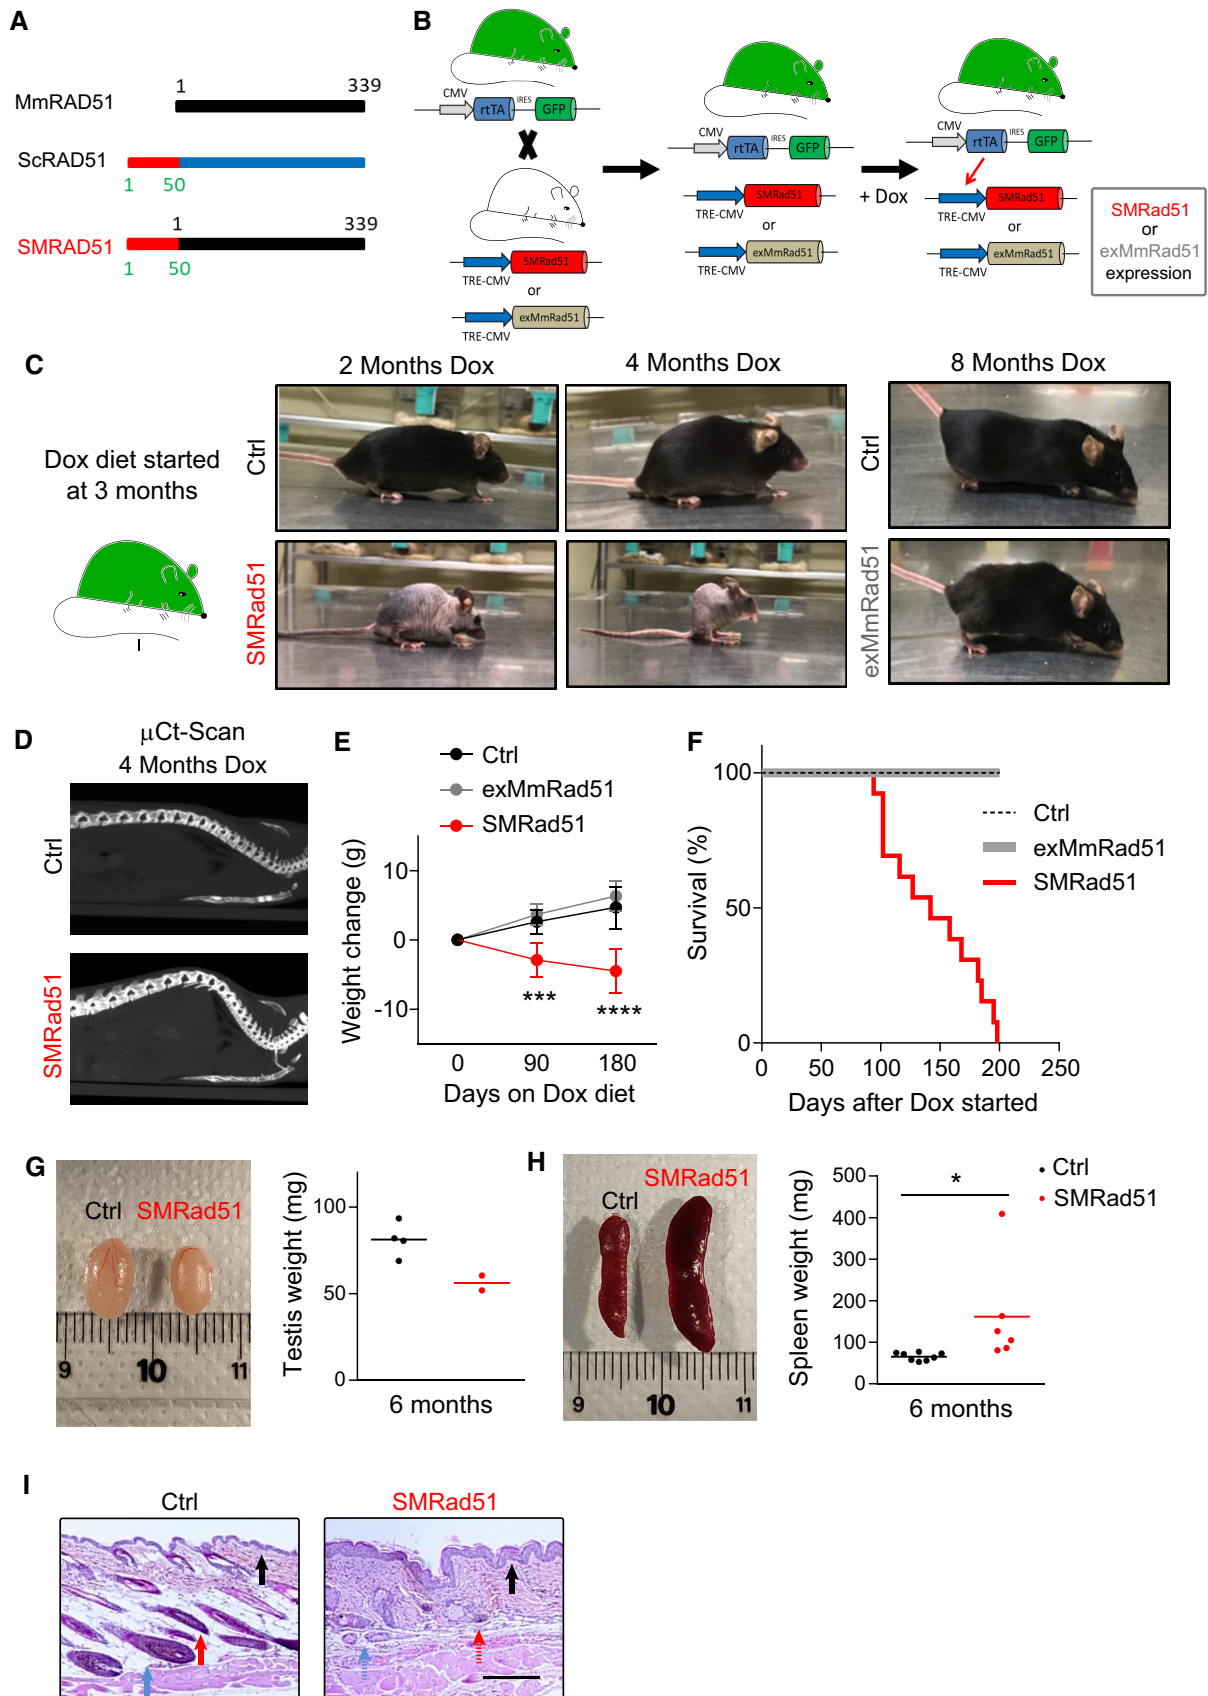 A
MmRAD51
1
339
ScRAD51
1
50
SMRAD51
1
339
1
50
B
CMV
rtTA
IRES
GFP
TRE-CMV
SMRad51
or
TRE-CMV
exMmRad51
CMV
rtTA
IRES
GFP
TRE-CMV
SMRad51
or
TRE-CMV
exMmRad51
+ Dox
CMV
rtTA
IRES
GFP
TRE-CMV
SMRad51
or
TRE-CMV
exMmRad51
SMRad51
or
exMmRad51
expression
C
Dox diet started
at 3 months
2 Months Dox
4 Months Dox
8 Months Dox
Ctrl
SMRad51
Ctrl
exMmRad51
D
μCt-Scan
4 Months Dox
Ctrl
SMRad51
E
Ctrl
exMmRad51
SMRad51
Weight change (g)
10
0
-10
***
****
0
90
180
Days on Dox diet
F
Survival (%)
100
50
0
Ctrl
exMmRad51
SMRad51
0
50
100
150
200
250
Days after Dox started
G
Ctrl
SMRad51
9
10
11
Testis weight (mg)
100
50
0
6 months
H
SMRad51
Ctrl
9
10
11
Spleen weight (mg)
500
400
300
200
100
0
*
Ctrl
SMRad51
6 months
I
Ctrl
SMRad51